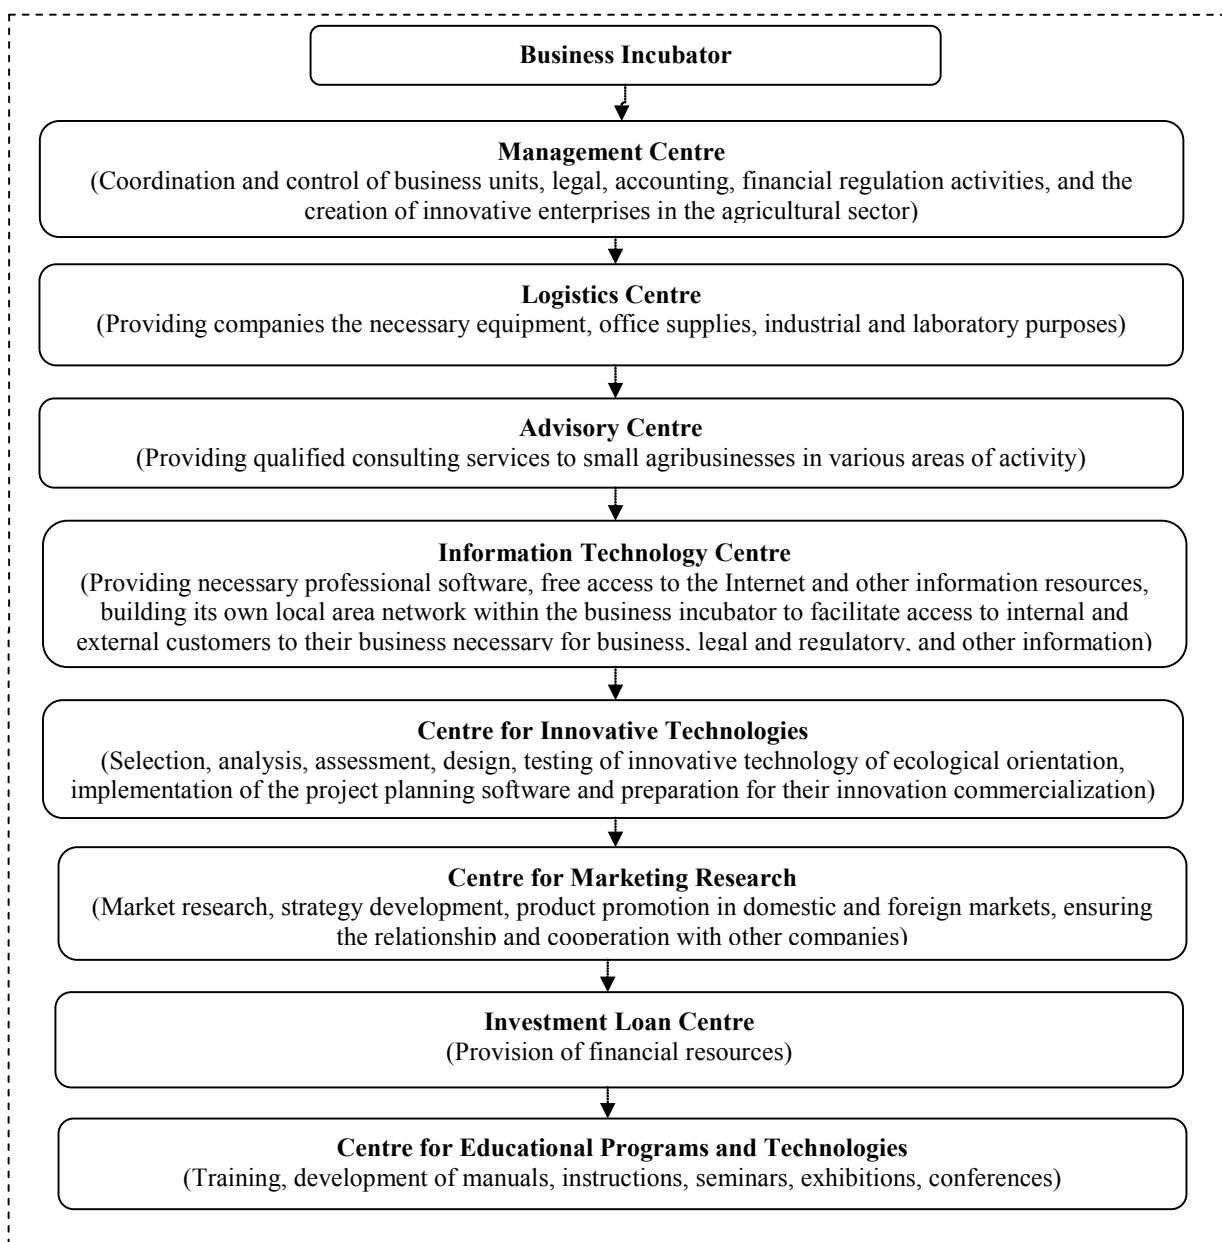 Business Incubator
Management Centre
(Coordination and control of business units, legal, accounting, financial regulation activities, and the
creation of innovative enterprises in the agricultural sector)
Logistics Centre
(Providing companies the necessary equipment, office supplies, industrial and laboratory purposes)
Advisory Centre
(Providing qualified consulting services to small agribusinesses in various areas of activity)
Information Technology Centre
(Providing necessary professional software, free access to the Internet and other information resources,
building its own local area network within the business incubator to facilitate access to internal and
external customers to their business necessary for business, legal and regulatory, and other information)
Centre for Innovative Technologies
(Selection, analysis, assessment, design, testing of innovative technology of ecological orientation,
implementation of the project planning software and preparation for their innovation commercialization)
Centre for Marketing Research
(Market research, strategy development, product promotion in domestic and foreign markets, ensuring
the relationship and cooperation with other companies)
Investment Loan Centre
(Provision of financial resources)
Centre for Educational Programs and Technologies
(Training, development of manuals, instructions, seminars, exhibitions, conferences)